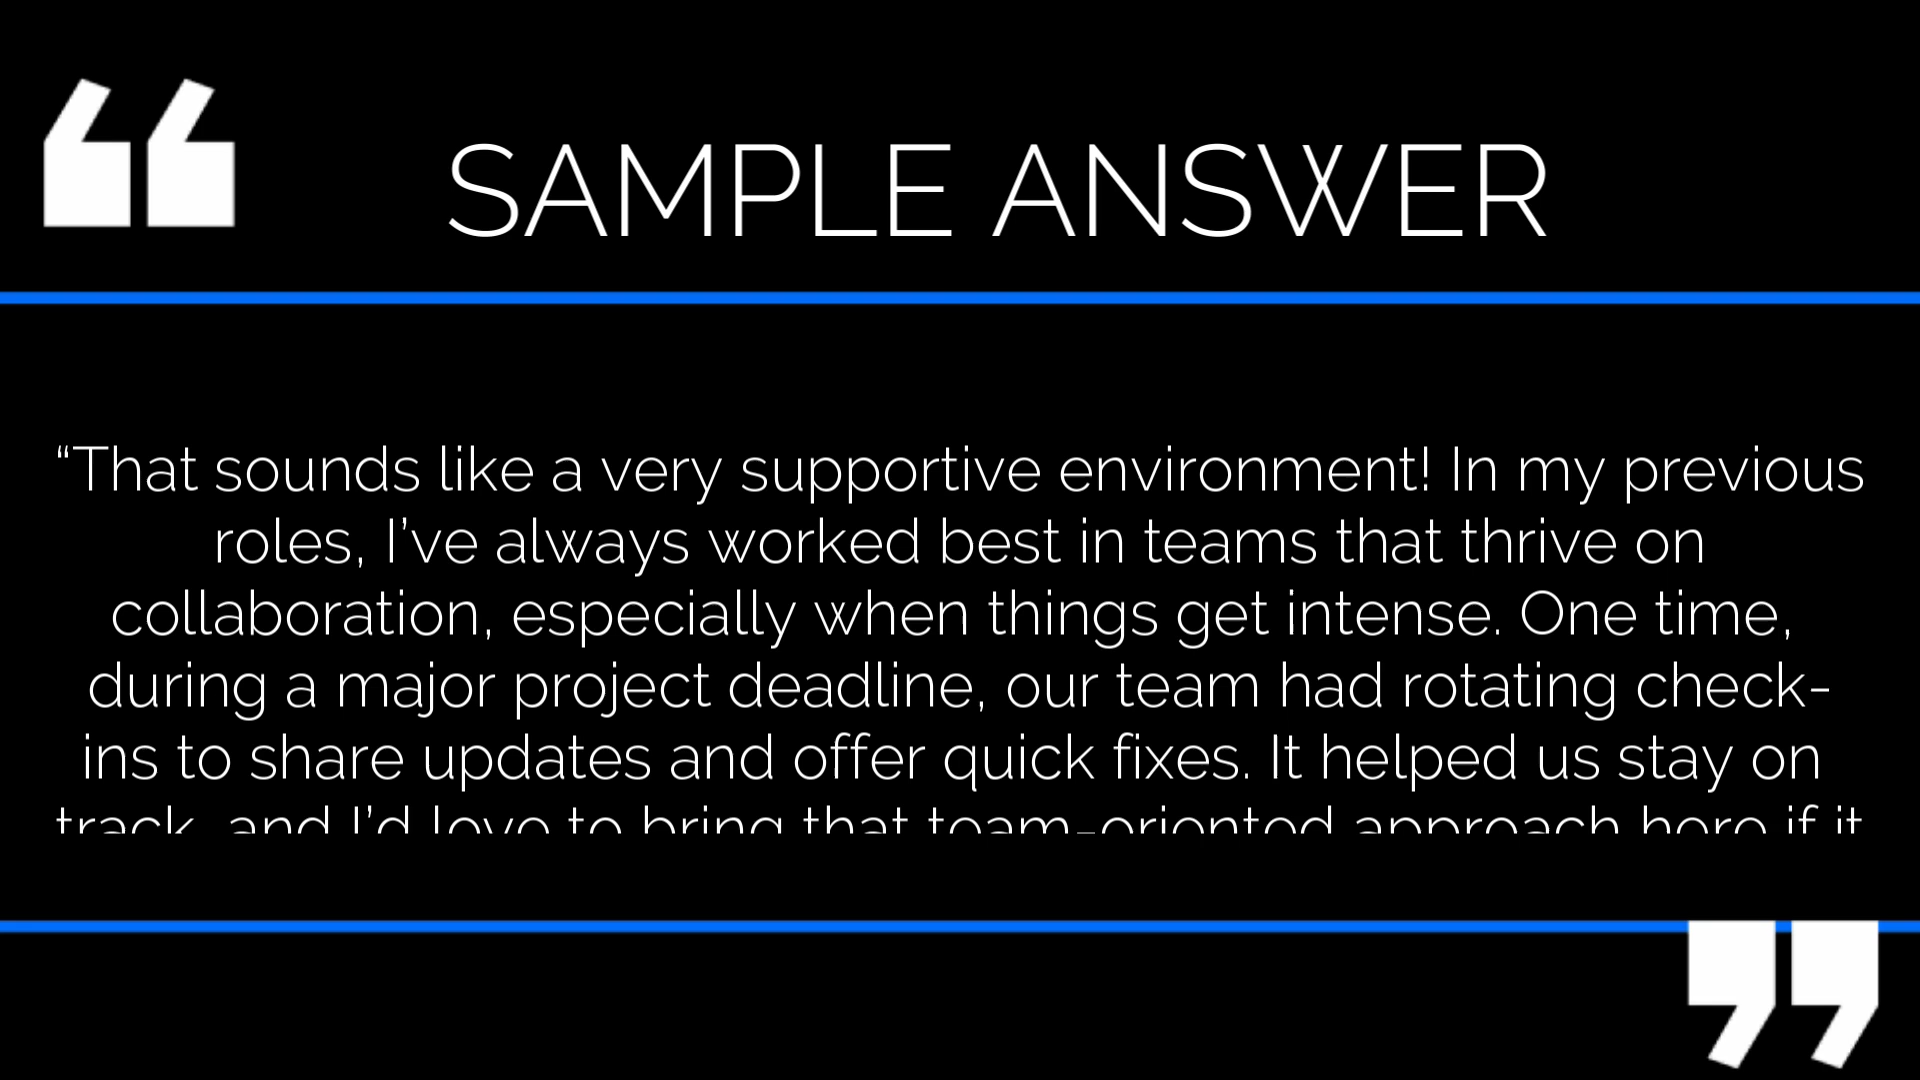 SAMPLE ANSWER
“That sounds like a very supportive environment! In my previous
roles, I’ve always worked best in teams that thrive on
collaboration, especially when things get intense. One time,
during a major project deadline, our team had rotating check-
ins to share updates and offer quick fixes. It helped us stay on
track, and I’d love to bring that team-oriented approach here if it